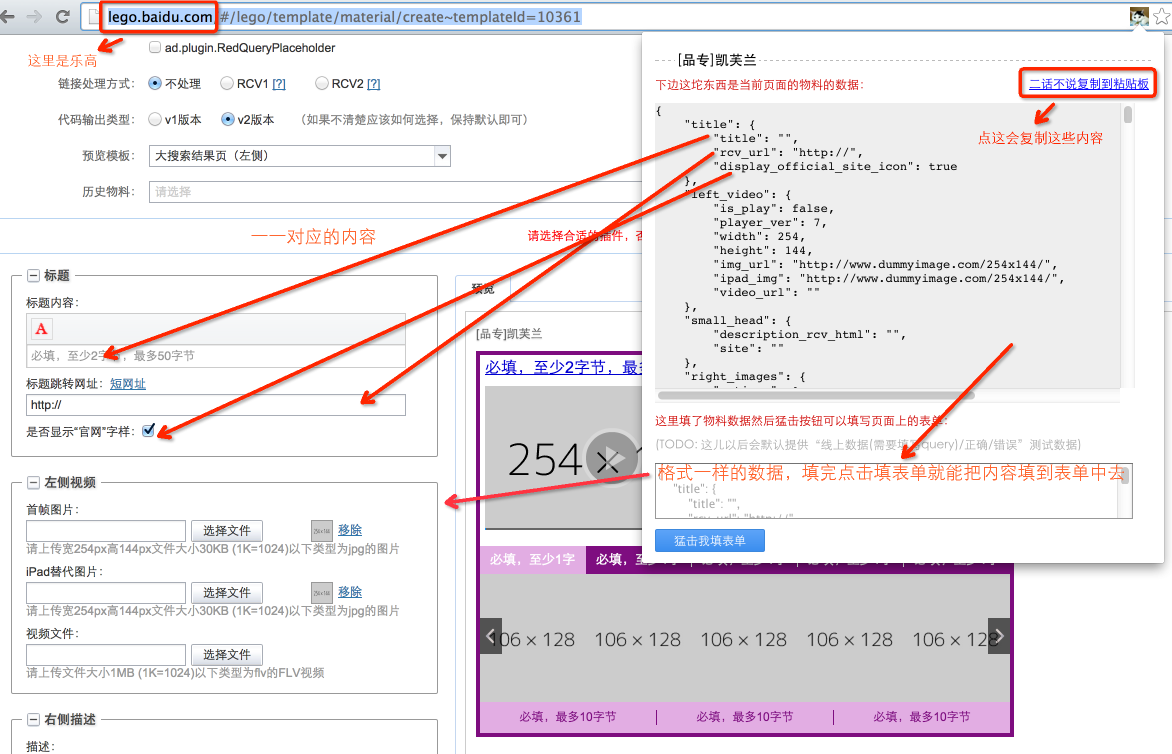 lego.baidu.com/#/lego/template/material/create~templateId=10361
这里是乐高
ad.plugin.RedQueryPlaceholder
链接处理方式： 不处理 RCV1 [?] RCV2 [?]
代码输出类型： v1版本 v2版本 （如果不清楚应该如何选择，保持默认即可）
预览模板： 大搜索结果页（左侧）
历史物料： 请选择
一一对应的内容
请选择合适的插件，否
标题
标题内容：
A
必填，至少2字节，最多50字节
标题跳转网址： 短网址
http://
是否显示“官网”字样：
左侧视频
首帧图片：
选择文件
254×144
移除
请上传宽254px高144px文件大小30KB (1K=1024)以下类型为jpg的图片
iPad替代图片：
选择文件
254×144
移除
请上传宽254px高144px文件大小30KB (1K=1024)以下类型为jpg的图片
视频文件：
选择文件
请上传文件大小1MB (1K=1024)以下类型为flv的FLV视频
右侧描述
描述：
预览
[品专]凯芙兰
必填，至少2字节，最多
254 × 1
必填，至少1字 必填，至少1字 必填，至少1字 必填，至少1字 必填，至少1字
106 × 128 106 × 128 106 × 128 106 × 128 106 × 128
必填，最多10字节 必填，最多10字节 必填，最多10字节
[品专]凯芙兰
下边这坨东西是当前页面的物料的数据：
二话不说复制到粘贴板
点这会复制这些内容
{
"title": {
"title": "",
"rcv_url": "http://",
"display_official_site_icon": true
},
"left_video": {
"is_play": false,
"player_ver": 7,
"width": 254,
"height": 144,
"img_url": "http://www.dummyimage.com/254x144/",
"ipad_img": "http://www.dummyimage.com/254x144/",
"video_url": ""
},
"small_head": {
"description_rcv_html": "",
"site": ""
},
"right_images": {
这里填了物料数据然后猛击按钮可以填写页面上的表单：
(TODO: 这儿以后会默认提供“线上数据(需要填写query)/正确/错误”测试数据)
格式一样的数据，填完点击填表单就能把内容填到表单中去
"title": {
"title": "",
"rcv_url": "http://"
猛击我填表单